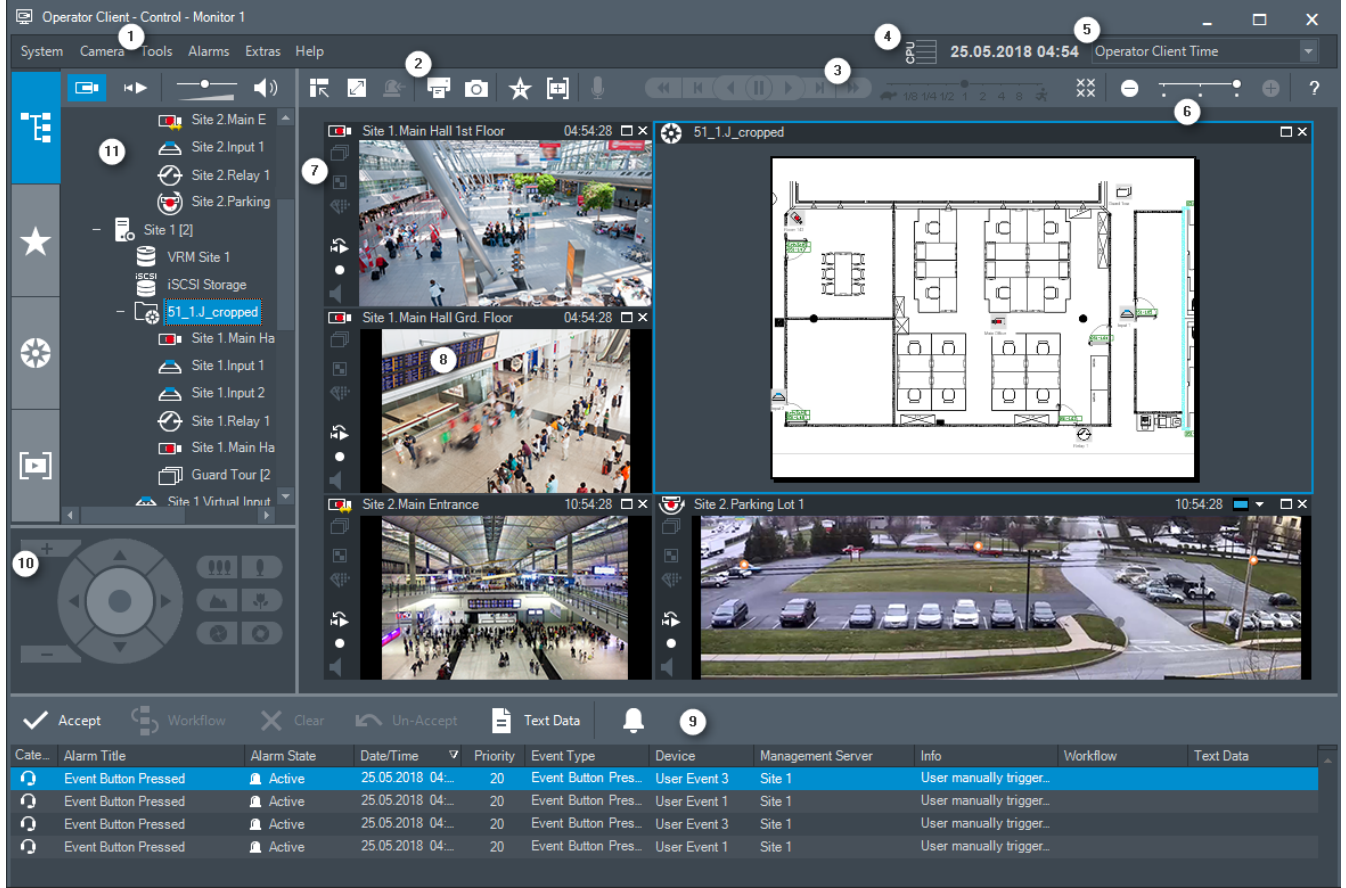 Operator Client - Control - Monitor 1
System Camera Tools Alarms Extras Help
1
4
CPU
25.05.2018 04:54
5
Operator Client Time
2
3
1/8 1/4 1/2 1 2 4 8
6
?
11
Site 2.Main E
Site 2.Input 1
Site 2.Relay 1
Site 2.Parking
Site 1 [2]
VRM Site 1
iSCSI
iSCSI Storage
51_1.J_cropped
Site 1.Main Ha
Site 1.Input 1
Site 1.Input 2
Site 1.Relay 1
Site 1.Main Ha
Guard Tour [2
Site 1 Virtual Input
10
7
Site 1.Main Hall 1st Floor 04:54:28
Site 1.Main Hall Grd. Floor 04:54:28
8
Site 2.Main Entrance 10:54:28
51_1.J_cropped
Guard Tour
Main Office
Input 1
Relay 1
Site 2.Parking Lot 1 10:54:28
Accept Workflow Clear Un-Accept Text Data
9
Cate... Alarm Title Alarm State Date/Time Priority Event Type Device Management Server Info Workflow Text Data
Event Button Pressed Active 25.05.2018 04:... 20 Event Button Pres... User Event 3 Site 1 User manually trigger...
Event Button Pressed Active 25.05.2018 04:... 20 Event Button Pres... User Event 1 Site 1 User manually trigger...
Event Button Pressed Active 25.05.2018 04:... 20 Event Button Pres... User Event 3 Site 1 User manually trigger...
Event Button Pressed Active 25.05.2018 04:... 20 Event Button Pres... User Event 1 Site 1 User manually trigger...